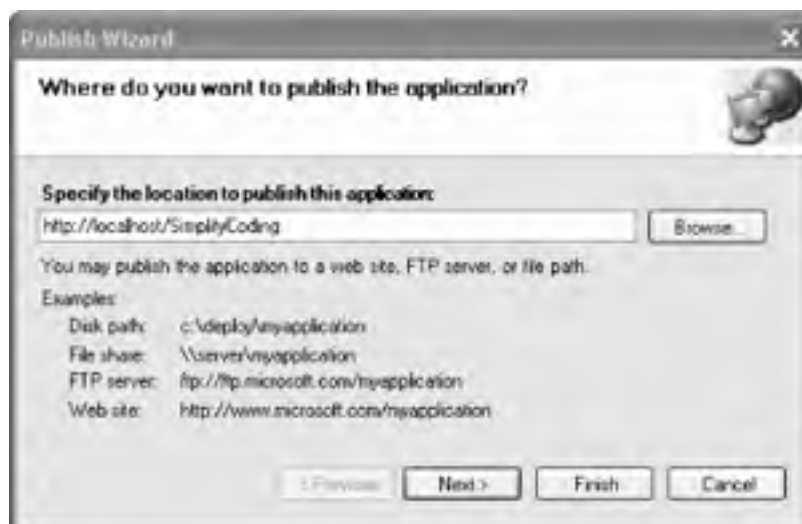 Publish Wizard
Where do you want to publish the application?
Specify the location to publish this application:
http://localhost/SimplifyCoding
Browse...
You may publish the application to a web site, FTP server, or file path.
Examples:
Disk path: c:\deploy\myapplication
File share: \\server\myapplication
FTP server: ftp://ftp.microsoft.com/myapplication
Web site: http://www.microsoft.com/myapplication
< Previous Next > Finish Cancel